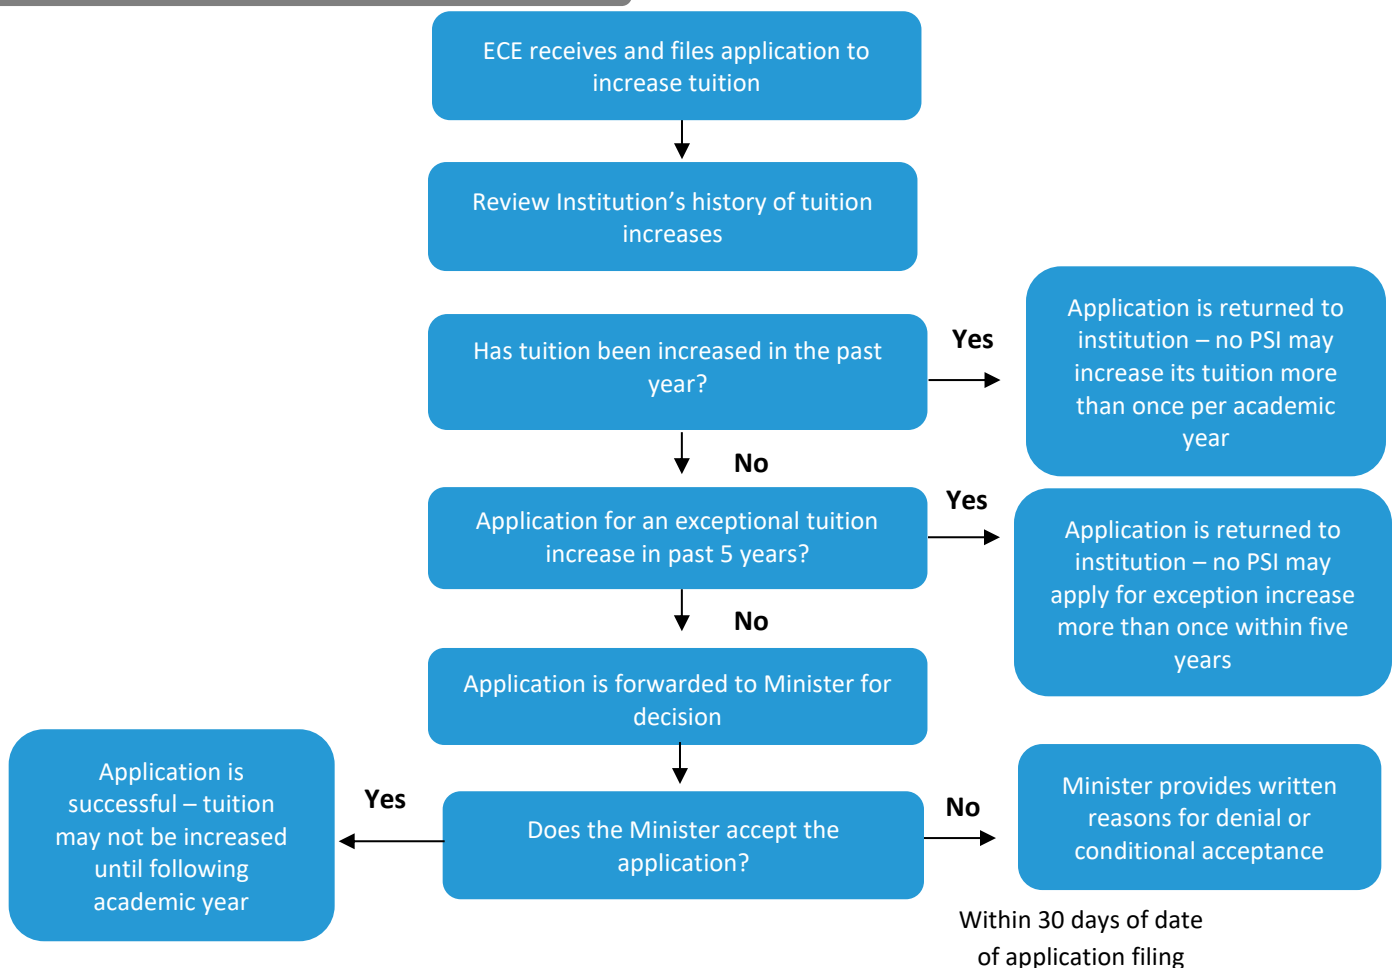 ECE receives and files application to
increase tuition
Review Institution’s history of tuition
increases
Has tuition been increased in the past
year?
Yes
Application is returned to
institution – no PSI may
increase its tuition more
than once per academic
year
No
Application for an exceptional tuition
increase in past 5 years?
Yes
Application is returned to
institution – no PSI may
apply for exception increase
more than once within five
years
No
Application is forwarded to Minister for
decision
Does the Minister accept the
application?
Yes
Application is
successful – tuition
may not be increased
until following
academic year
No
Minister provides written
reasons for denial or
conditional acceptance
Within 30 days of date
of application filing